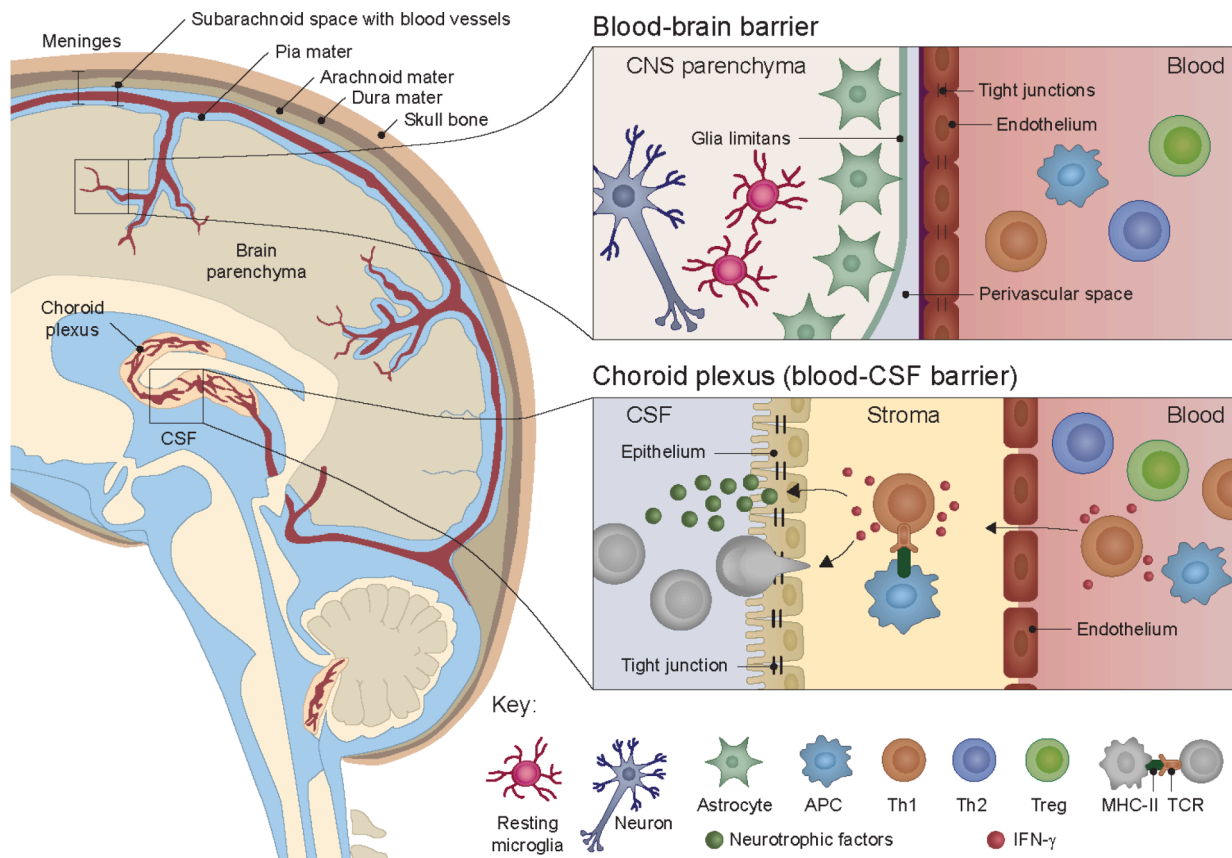 Subarachnoid space with blood vessels
Meninges
Pia mater
Arachnoid mater
Dura mater
Skull bone
Brain
parenchyma
Choroid
plexus
CSF
Blood-brain barrier
CNS parenchyma
Blood
Tight junctions
Endothelium
Glia limitans
Perivascular space
Choroid plexus (blood-CSF barrier)
CSF
Stroma
Blood
Epithelium
Tight junction
Endothelium
Key:
Resting
microglia
Neuron
Astrocyte
APC
Th1
Th2
Treg
MHC-II
TCR
Neurotrophic factors
IFN-γ